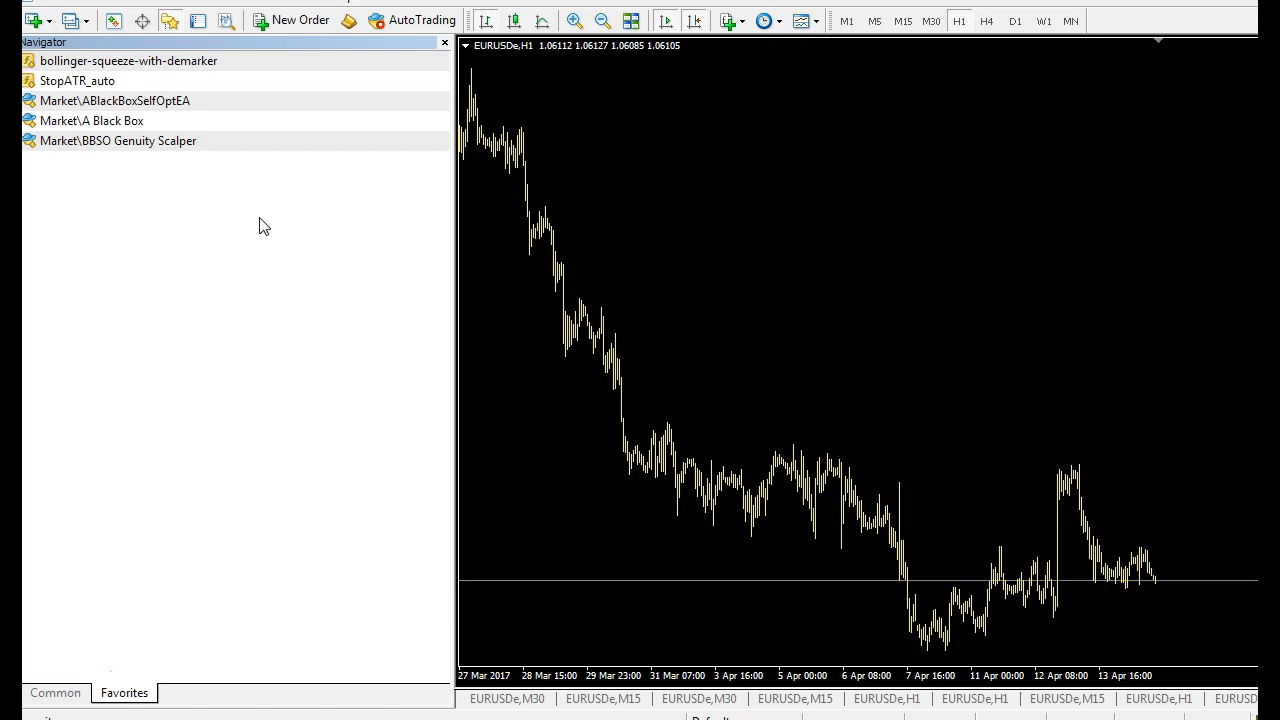 New Order AutoTrading M1 M5 M15 M30 H1 H4 D1 W1
Navigator
bollinger-squeeze-with-demarker
StopATR_auto
Market\ABlackBoxSelfOptEA
Market\A Black Box
Market\BBSO Genuity Scalper
Common Favorites
EURUSDe,H1 1.06112 1.06127 1.06085 1.06105
27 Mar 2017 28 Mar 15:00 29 Mar 23:00 31 Mar 07:00 3 Apr 16:00 5 Apr 00:00 6 Apr 08:00 7 Apr 16:00 11 Apr 00:00 12 Apr 08:00 13 Apr 16:00
EURUSDe,M30 EURUSDe,M15 EURUSDe,M30 EURUSDe,M15 EURUSDe,H1 EURUSDe,H1 EURUSDe,M15 EURUSDe,H1 EURUSD